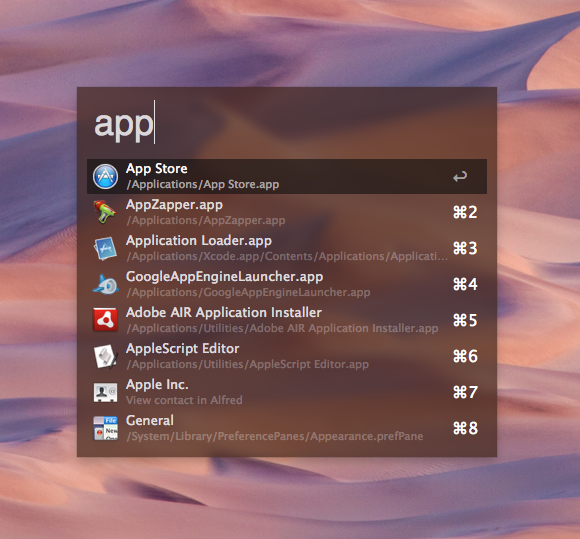 app
App Store
/Applications/App Store.app
↩
AppZapper.app
/Applications/AppZapper.app
⌘2
Application Loader.app
/Applications/Xcode.app/Contents/Applications/Applicati...
⌘3
GoogleAppEngineLauncher.app
/Applications/GoogleAppEngineLauncher.app
⌘4
Adobe AIR Application Installer
/Applications/Utilities/Adobe AIR Application Installer.app
⌘5
AppleScript Editor
/Applications/Utilities/AppleScript Editor.app
⌘6
Apple Inc.
View contact in Alfred
⌘7
File
New
General
/System/Library/PreferencePanes/Appearance.prefPane
⌘8